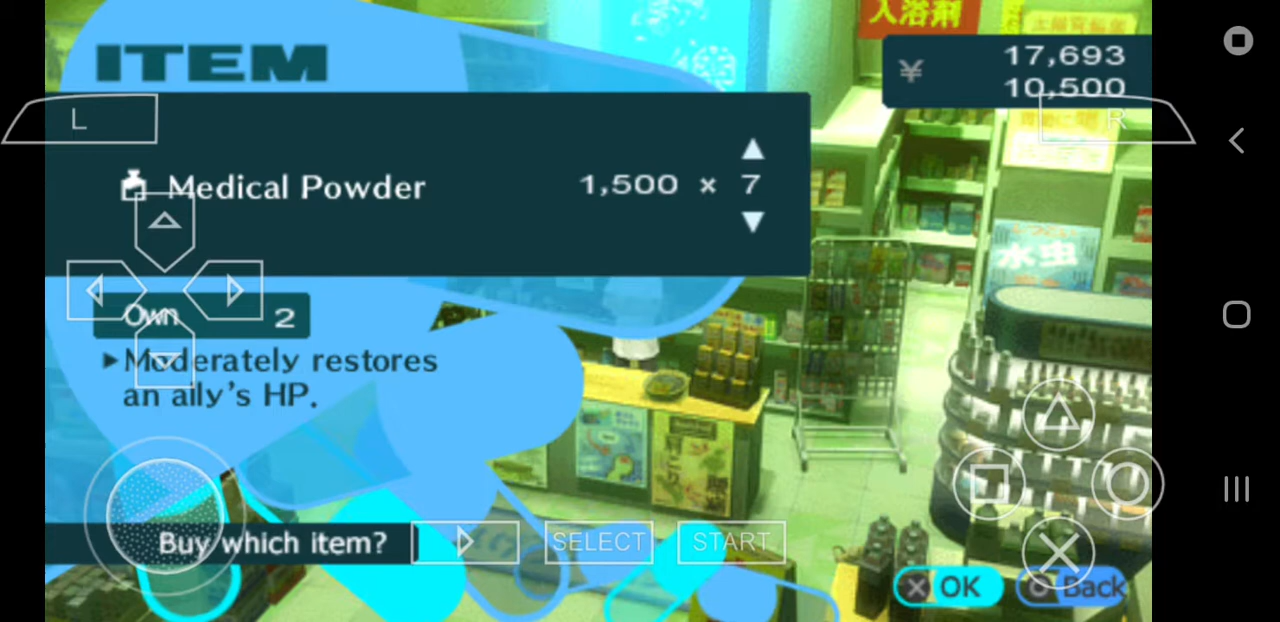 ITEM
入浴剤
¥ 17,693
10,500
L
R
Medical Powder 1,500 × 7
水虫
Own 2
Moderately restores
an ally's HP.
Buy which item?
SELECT
START
OK
Back